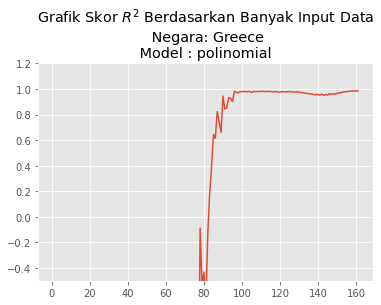 Grafik Skor R² Berdasarkan Banyak Input Data
Negara: Greece
Model : polinomial
1.2
1.0
0.8
0.6
0.4
0.2
0.0
−0.2
−0.4
0 20 40 60 80 100 120 140 160